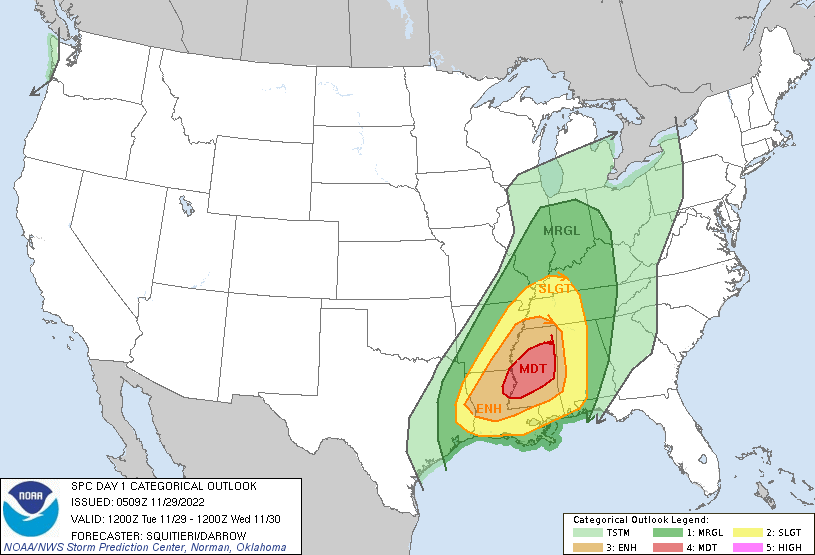 MRGL
SLGT
MDT
ENH
NOAA
SPC DAY 1 CATEGORICAL OUTLOOK
ISSUED: 0509Z 11/29/2022
VALID: 1200Z Tue 11/29 - 1200Z Wed 11/30
FORECASTER: SQUITIERI/DARROW
NOAA/NWS Storm Prediction Center, Norman, Oklahoma
Categorical Outlook Legend:
TSTM 1: MRGL 2: SLGT
3: ENH 4: MDT 5: HIGH